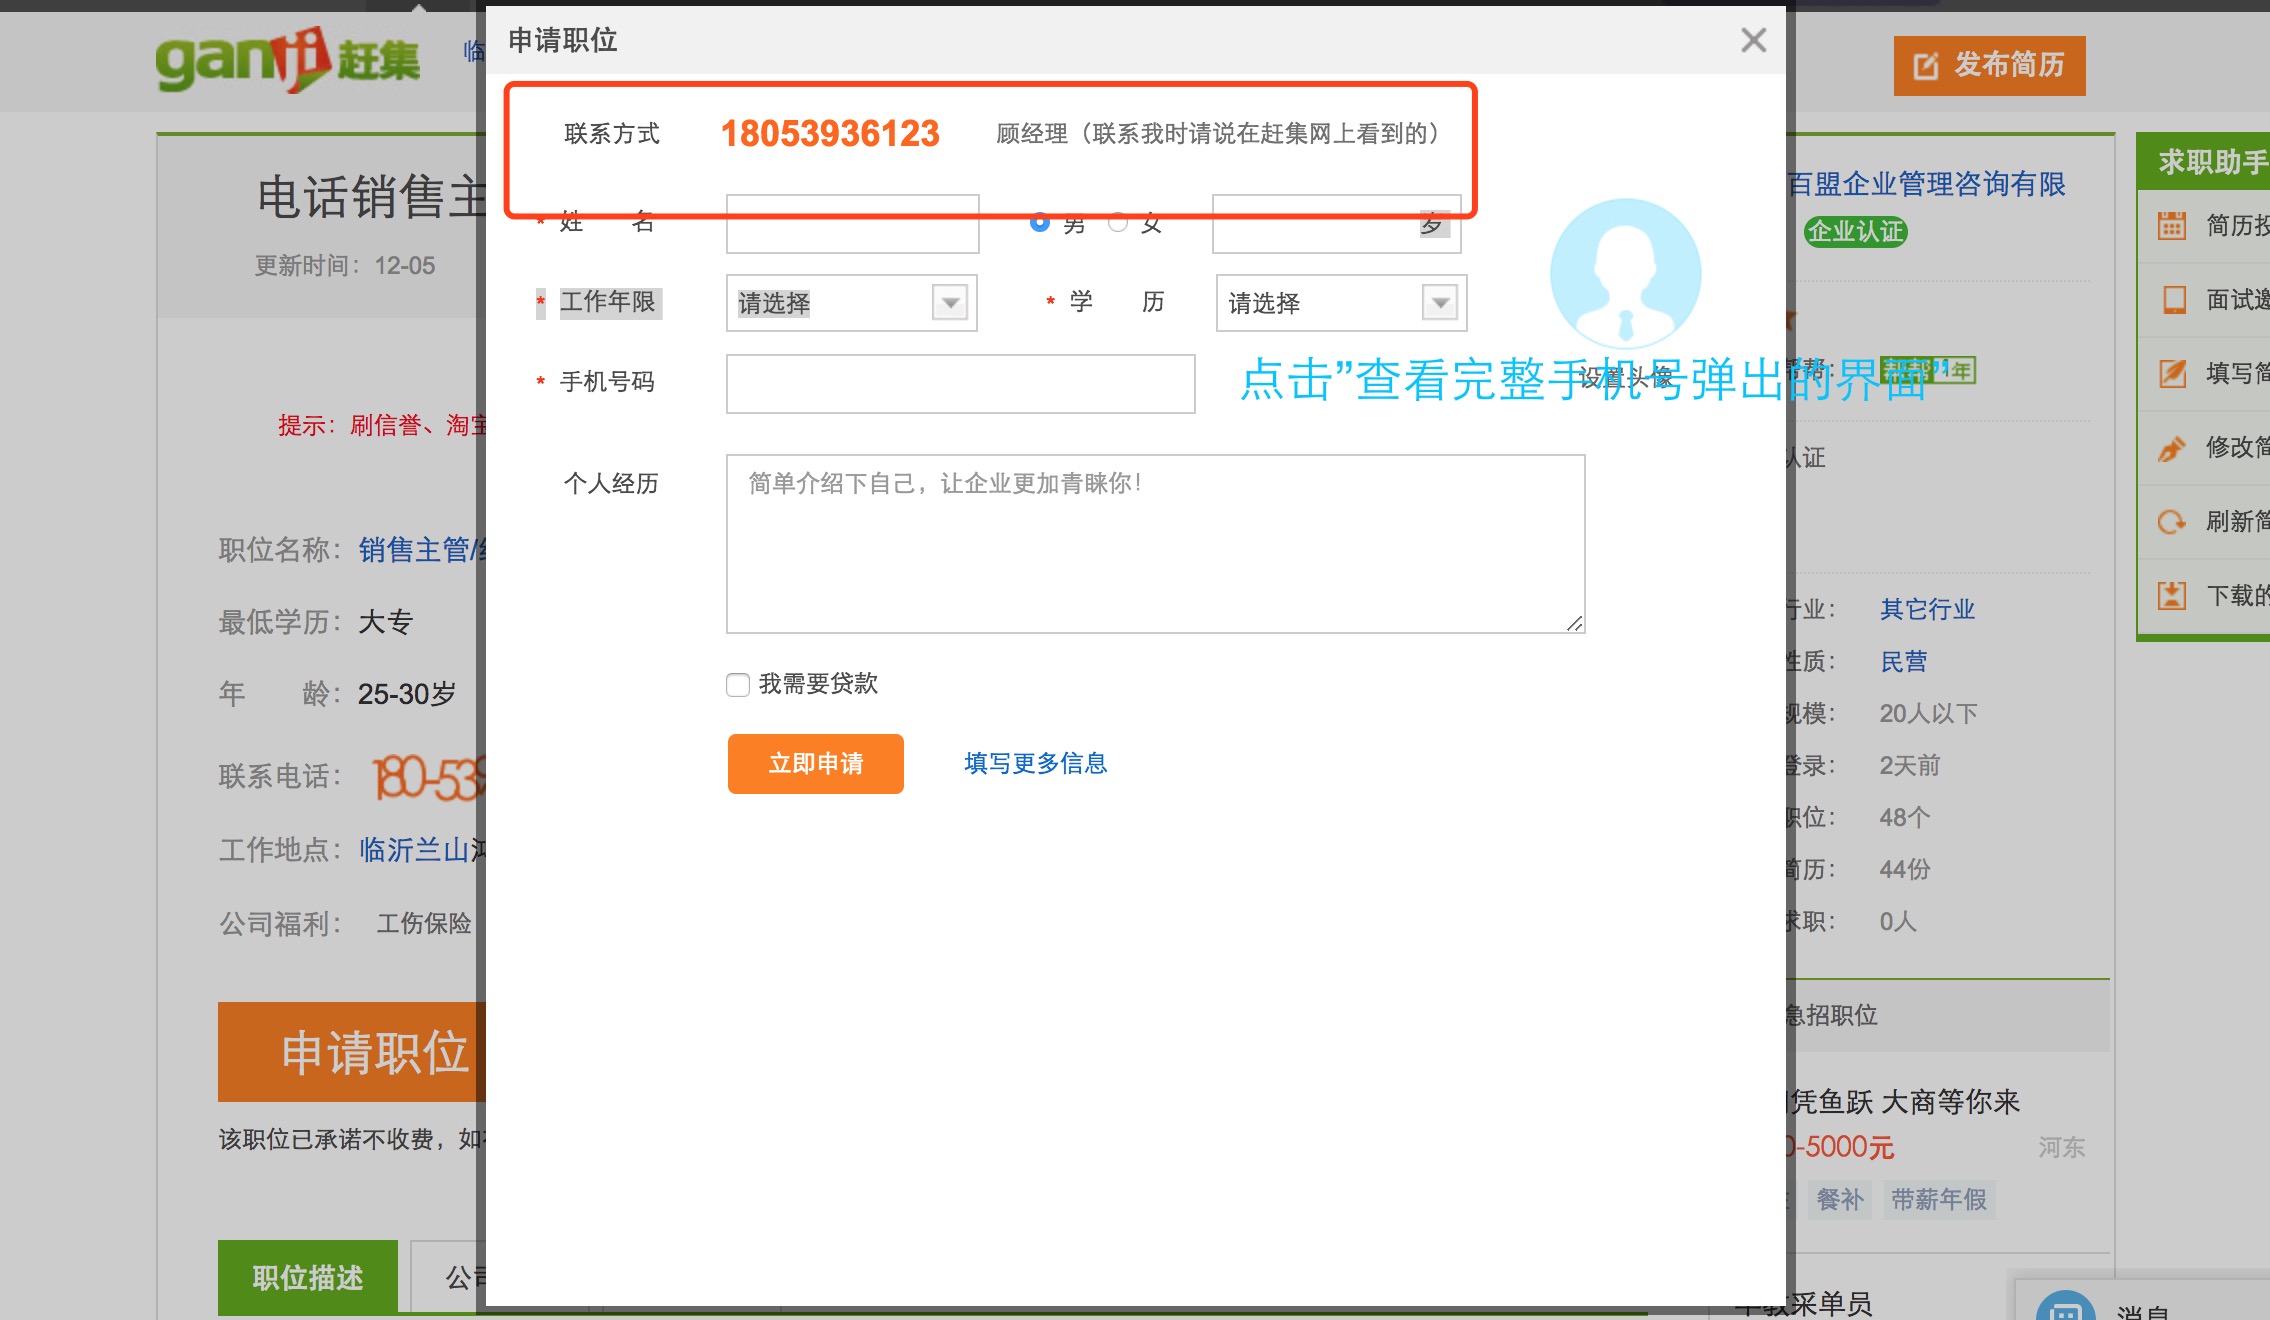 申请职位
联系方式 18053936123 顾经理（联系我时请说在赶集网上看到的）
* 姓 名 男 女 岁
* 工作年限 请选择 * 学 历 请选择
* 手机号码
设置头像
点击”查看完整手机号弹出的界面”
个人经历 简单介绍下自己，让企业更加青睐你！
我需要贷款
立即申请 填写更多信息
ganji 赶集 临
电话销售主
更新时间：12-05
提示：刷信誉、淘宝
职位名称：销售主管/
最低学历：大专
年 龄：25-30岁
联系电话：180-539
工作地点：临沂兰山
公司福利： 工伤保险
申请职位
该职位已承诺不收费，如
职位描述
公司
发布简历
百盟企业管理咨询有限
企业认证
帮帮： 帮帮 1年
认证
行业： 其它行业
性质： 民营
规模： 20人以下
登录： 2天前
职位： 48个
简历： 44份
求职： 0人
急招职位
凭鱼跃 大商等你来
0-5000元 河东
餐补 带薪年假
采单员
求职助手
简历投
面试邀
填写简
修改简
刷新简
下载的
消息